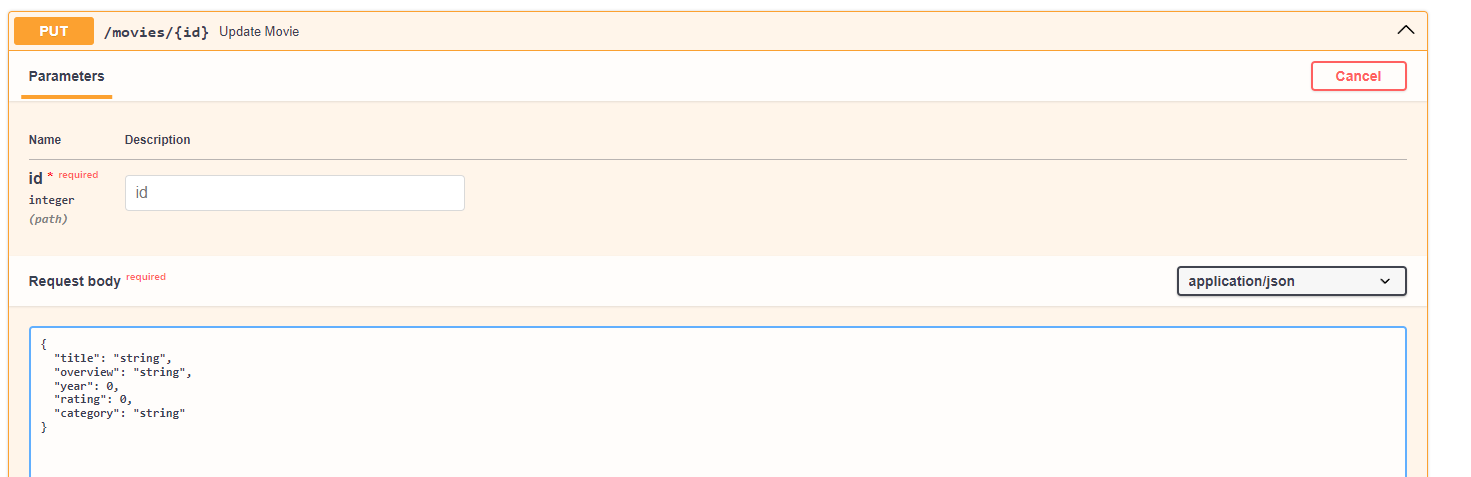 PUT /movies/{id} Update Movie
Parameters Cancel
Name Description
id * required
integer
(path)
id
Request body required application/json
{
  "title": "string",
  "overview": "string",
  "year": 0,
  "rating": 0,
  "category": "string"
}